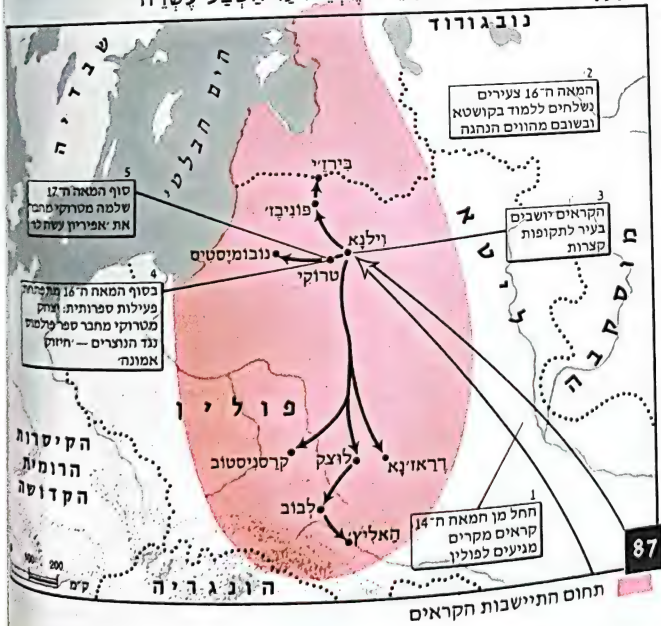 נובגורוד
שבדיה
הים הבלטי
2
המאה ה־16 צעירים
נשלחים ללמוד בקושטא
ובשובם מהווים הנהגה
5
סוף המאה ה־17
שלמה מטרוקי מחבר
את 'אפיריון עשה לו'
בירז'י
פוניבז'
וילנא
נובומיסטים
טרוקי
3
הקראים יושבים
בעיר לתקופות
קצרות
ליטא
מוסקבה
4
בסוף המאה ה־16 מתפתחת
פעילות ספרותית: יצחק
מטרוקי מחבר ספר פולמוס
נגד הנוצרים — 'חיזוק
אמונה'
פולין
הקיסרות
הרומית
הקדושה
קרסניסטוב
לוצק
דראז'נא
לבוב
האליץ
1
החל מן המאה ה־14
קראים מקרים
מגיעים לפולין
87
100 200
ק"מ
הונגריה
תחום התיישבות הקראים